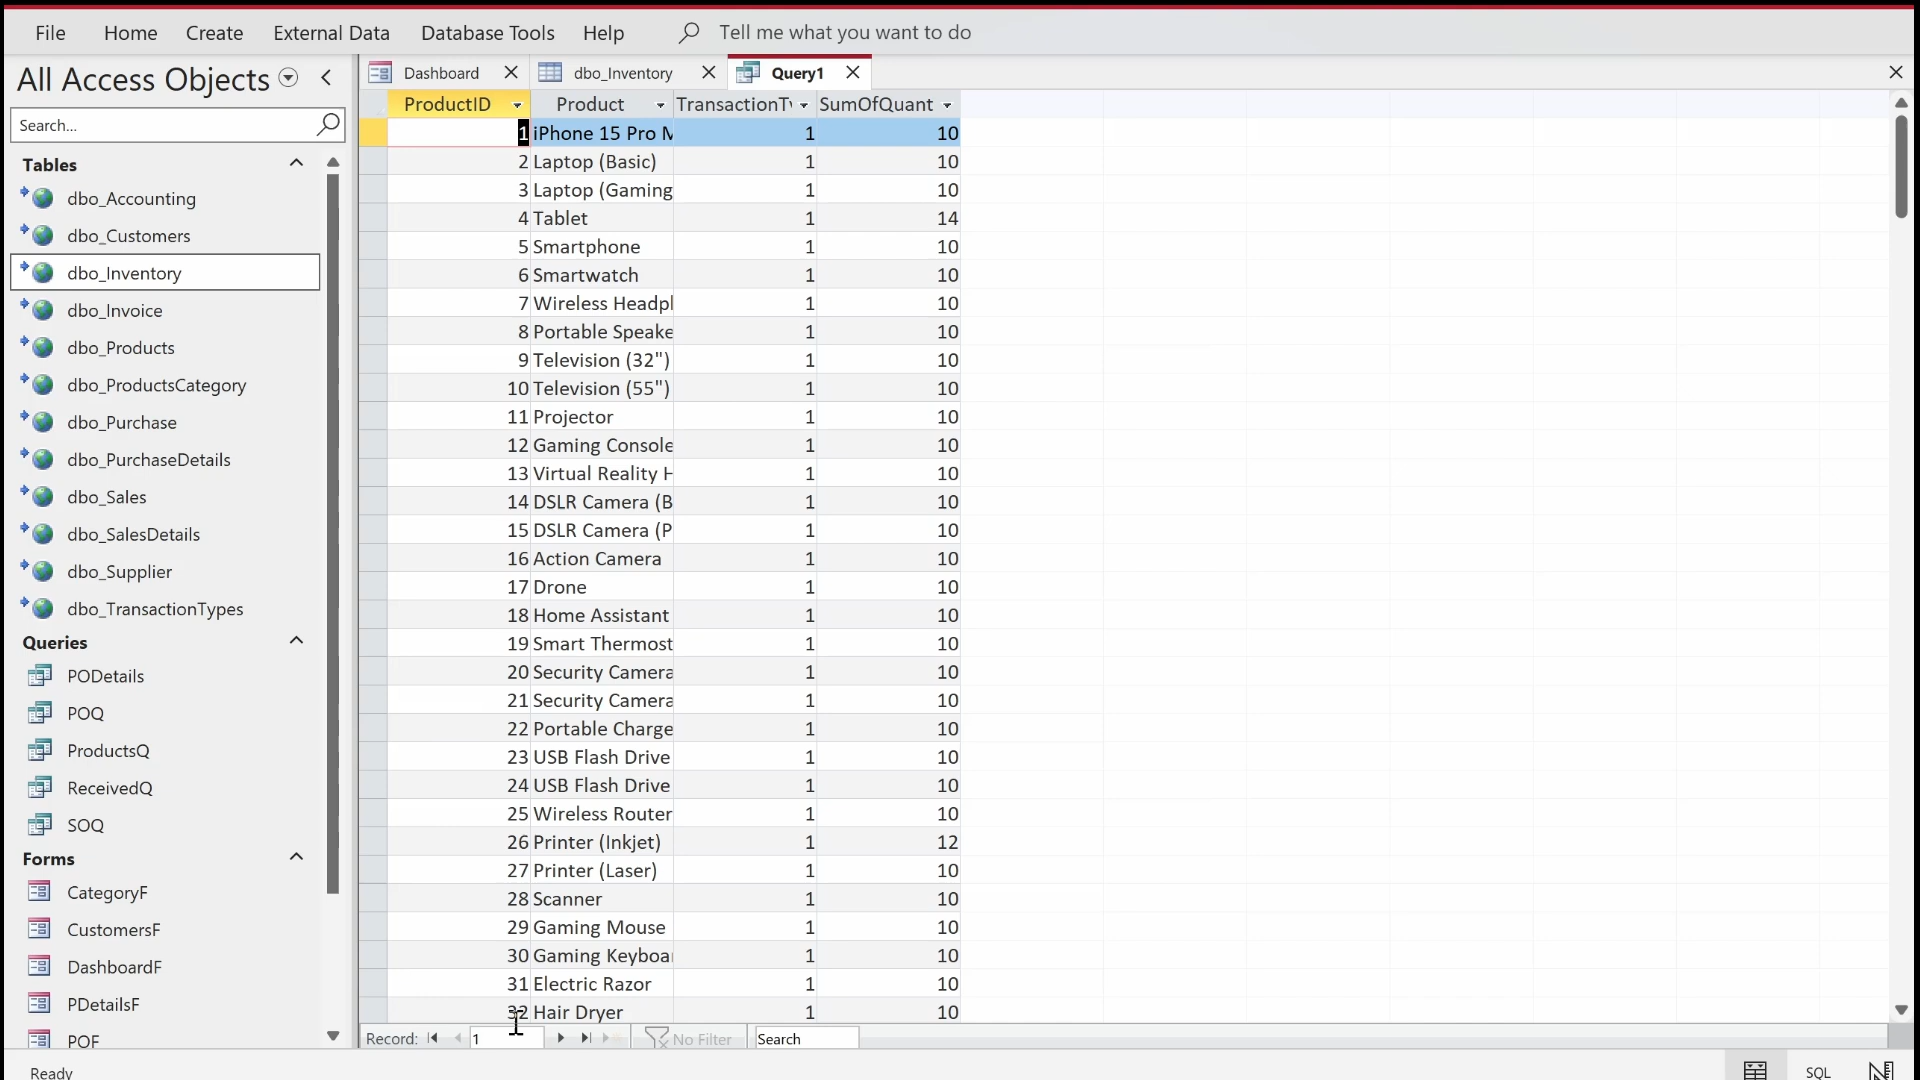 File Home Create External Data Database Tools Help Tell me what you want to do
All Access Objects
Search...
Tables
dbo_Accounting
dbo_Customers
dbo_Inventory
dbo_Invoice
dbo_Products
dbo_ProductsCategory
dbo_Purchase
dbo_PurchaseDetails
dbo_Sales
dbo_SalesDetails
dbo_Supplier
dbo_TransactionTypes
Queries
PODetails
POQ
ProductsQ
ReceivedQ
SOQ
Forms
CategoryF
CustomersF
DashboardF
PDetailsF
POF
Dashboard dbo_Inventory Query1
ProductID Product TransactionTy SumOfQuant
1 iPhone 15 Pro M 1 10
2 Laptop (Basic) 1 10
3 Laptop (Gaming 1 10
4 Tablet 1 14
5 Smartphone 1 10
6 Smartwatch 1 10
7 Wireless Headpl 1 10
8 Portable Speake 1 10
9 Television (32") 1 10
10 Television (55") 1 10
11 Projector 1 10
12 Gaming Console 1 10
13 Virtual Reality H 1 10
14 DSLR Camera (B 1 10
15 DSLR Camera (P 1 10
16 Action Camera 1 10
17 Drone 1 10
18 Home Assistant 1 10
19 Smart Thermost 1 10
20 Security Camera 1 10
21 Security Camera 1 10
22 Portable Charge 1 10
23 USB Flash Drive 1 10
24 USB Flash Drive 1 10
25 Wireless Router 1 10
26 Printer (Inkjet) 1 12
27 Printer (Laser) 1 10
28 Scanner 1 10
29 Gaming Mouse 1 10
30 Gaming Keyboa 1 10
31 Electric Razor 1 10
32 Hair Dryer 1 10
Record: 1 No Filter Search
Ready SQL